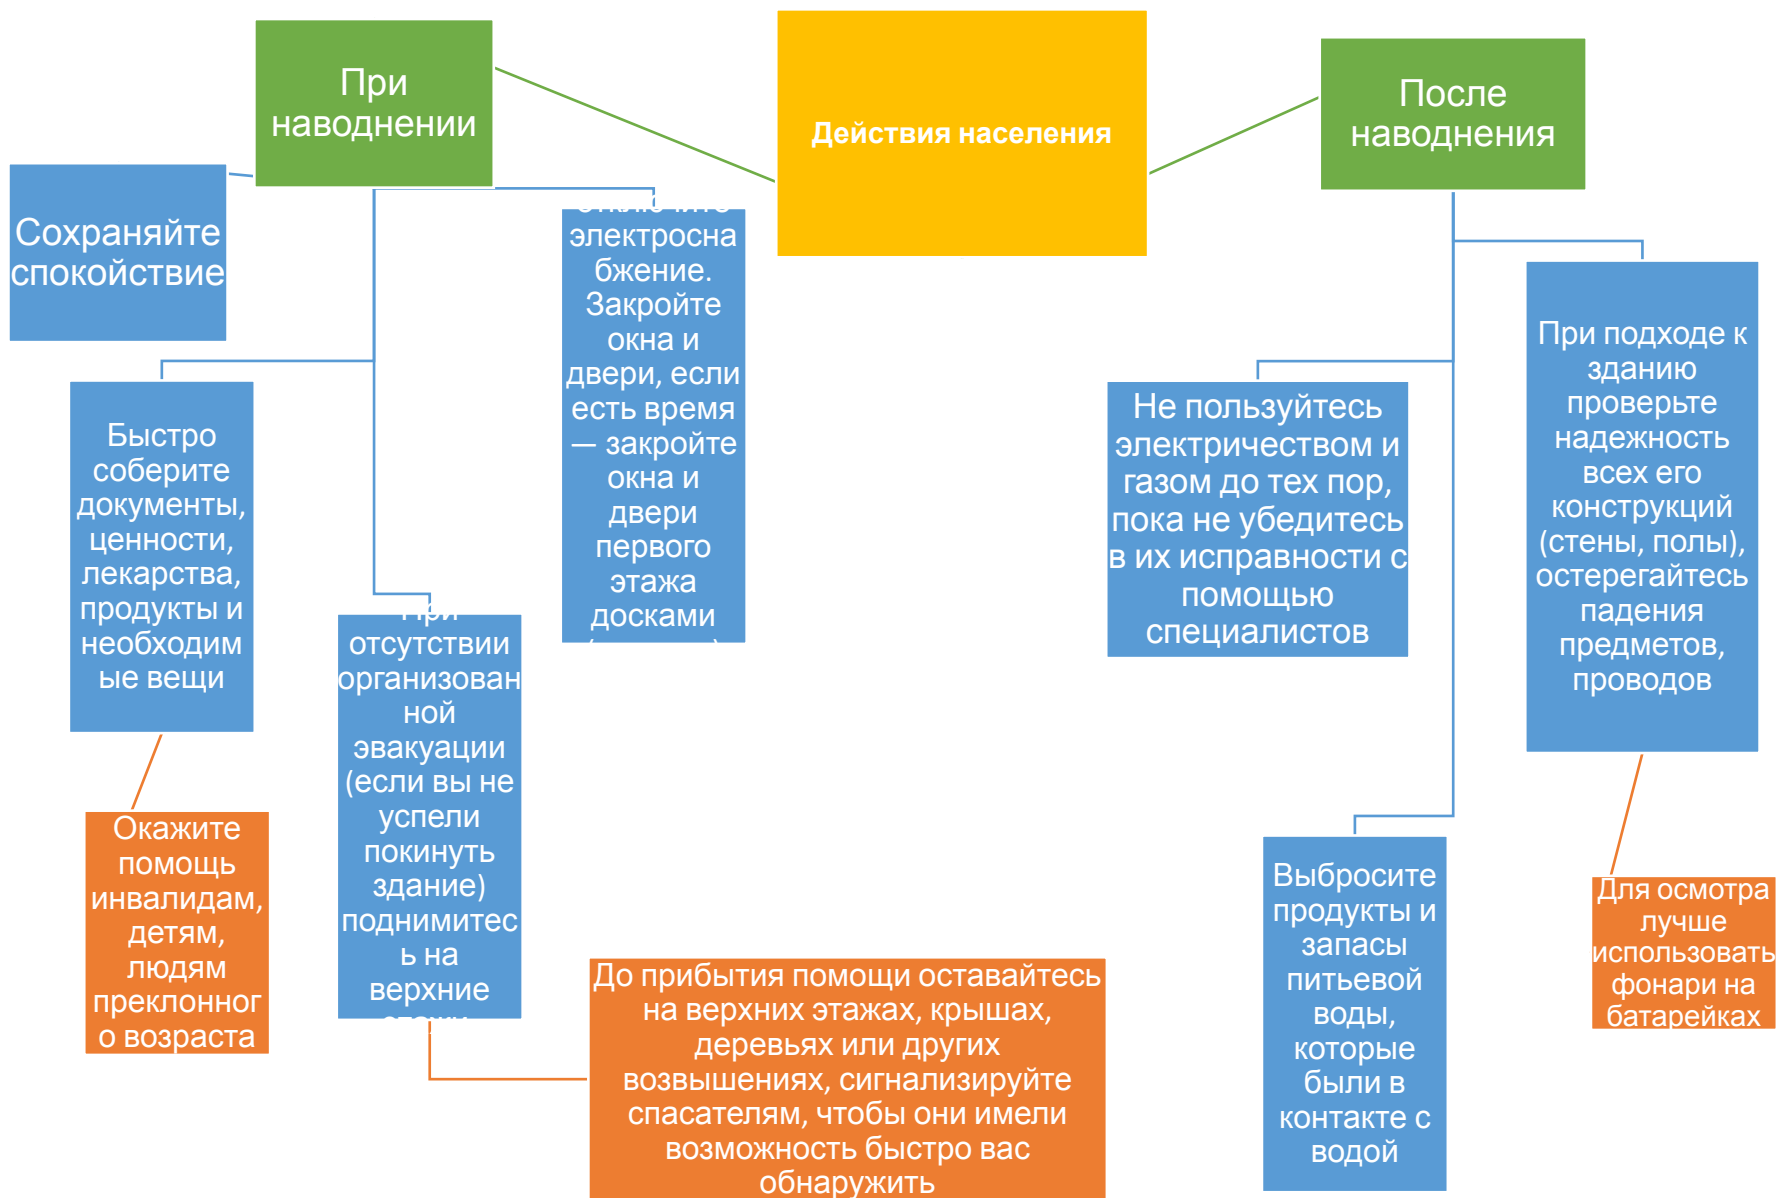 При
наводнении
Действия населения
После
наводнения
Сохраняйте
спокойствие
электросна
бжение.
Закройте
окна и
двери, если
есть время
— закройте
окна и
двери
первого
этажа
досками
Быстро
соберите
документы,
ценности,
лекарства,
продукты и
необходим
ые вещи
При
отсутствии
организован
ной
эвакуации
(если вы не
успели
покинуть
здание)
поднимитес
ь на
верхние
Окажите
помощь
инвалидам,
детям,
людям
преклонног
о возраста
До прибытия помощи оставайтесь
на верхних этажах, крышах,
деревьях или других
возвышениях, сигнализируйте
спасателям, чтобы они имели
возможность быстро вас
обнаружить
Не пользуйтесь
электричеством и
газом до тех пор,
пока не убедитесь
в их исправности с
помощью
специалистов
При подходе к
зданию
проверьте
надежность
всех его
конструкций
(стены, полы),
остерегайтесь
падения
предметов,
проводов
Выбросите
продукты и
запасы
питьевой
воды,
которые
были в
контакте с
водой
Для осмотра
лучше
использовать
фонари на
батарейках